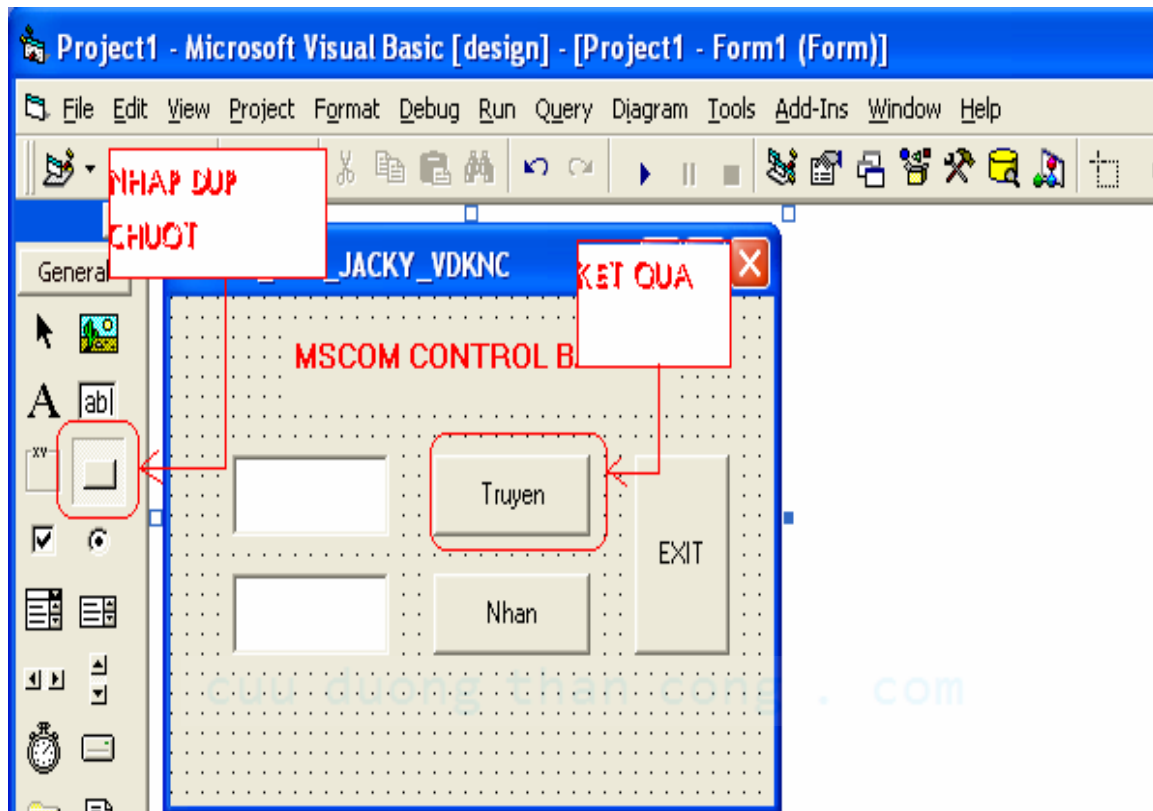 Project1 - Microsoft Visual Basic [design] - [Project1 - Form1 (Form)]
File Edit View Project Format Debug Run Query Diagram Tools Add-Ins Window Help
NHAP DUP
CHUOT
General
_JACKY_VDKNC
KET QUA
MSCOM CONTROL
A
ab|
xv
Truyen
EXIT
Nhan
cuu duong than cong . com